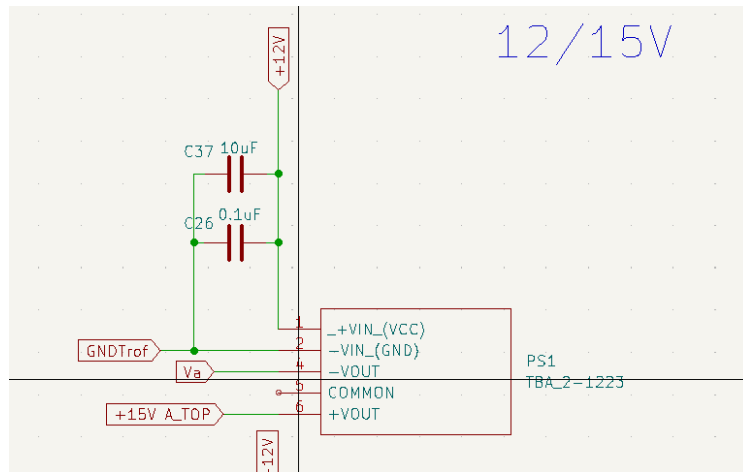 12/15V
+12V
C37 10uF
C26 0.1uF
1 _+VIN_(VCC)
GNDTrof 2 -VIN_(GND)
Va 4 -VOUT
5 COMMON
+15V A_TOP 6 +VOUT
PS1
TBA_2-1223
-12V